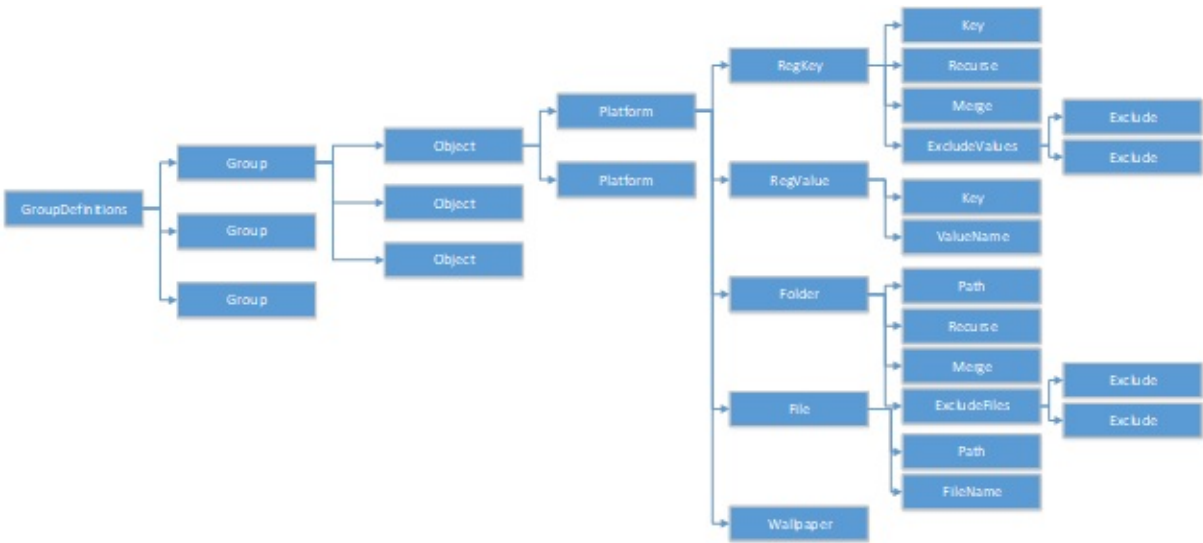 GroupDefinitions
Group
Group
Group
Object
Object
Object
Platform
Platform
RegKey
RegValue
Folder
File
Wallpaper
Key
Recurse
Merge
ExcludeValues
Key
ValueName
Path
Recurse
Merge
ExcludeFiles
Path
FileName
Exclude
Exclude
Exclude
Exclude